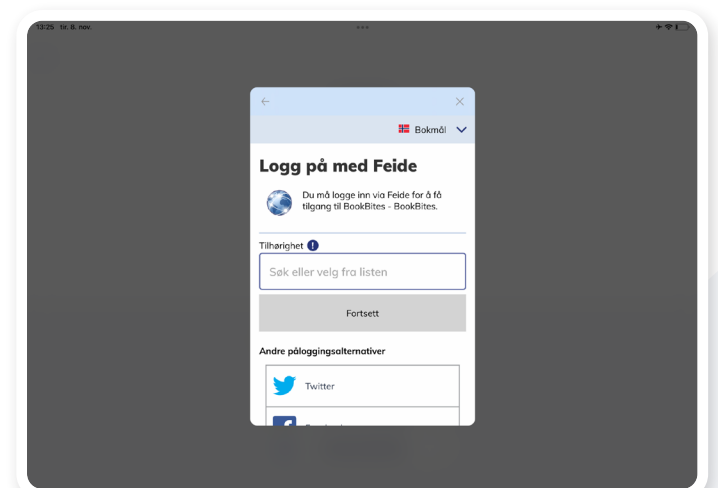 13:25 tir. 8. nov.
Bokmål
Logg på med Feide
Du må logge inn via Feide for å få
tilgang til BookBites - BookBites.
Tilhørighet
Søk eller velg fra listen
Fortsett
Andre påloggingsalternativer
Twitter